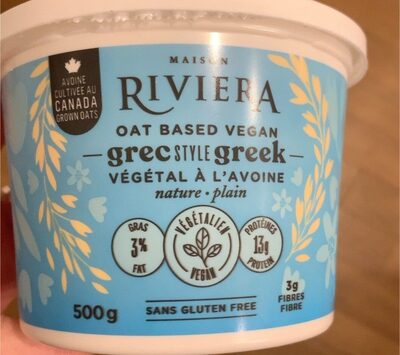 AVOINE
CULTIVÉE AU
CANADA
GROWN OATS
MAISON
RIVIERA
OAT BASED VEGAN
grec STYLE greek
VÉGÉTAL À L'AVOINE
nature • plain
GRAS
3%
FAT
VÉGÉTALIEN
VEGAN
PROTÉINES
13g
PROTEIN
500g
SANS GLUTEN FREE
3g
FIBRES
FIBRE